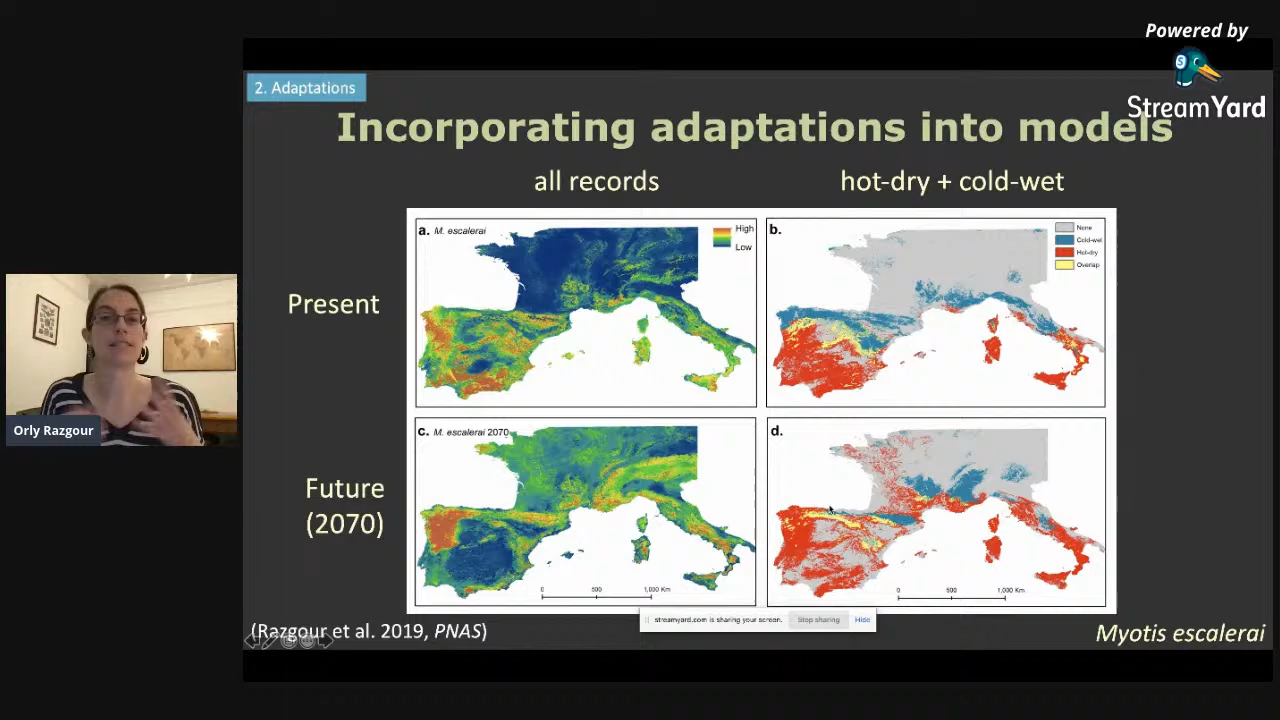 Powered by
StreamYard
2. Adaptations
Incorporating adaptations into models
all records
hot-dry + cold-wet
a. M. escalerai
High
Low
b.
None
Cold-wet
Hot-dry
Overlap
Present
Orly Razgour
c. M. escalerai 2070
d.
Future
(2070)
0 500 1,000 Km
0 500 1,000 Km
streamyard.com is sharing your screen. Stop sharing Hide
(Razgour et al. 2019, PNAS)
Myotis escalerai